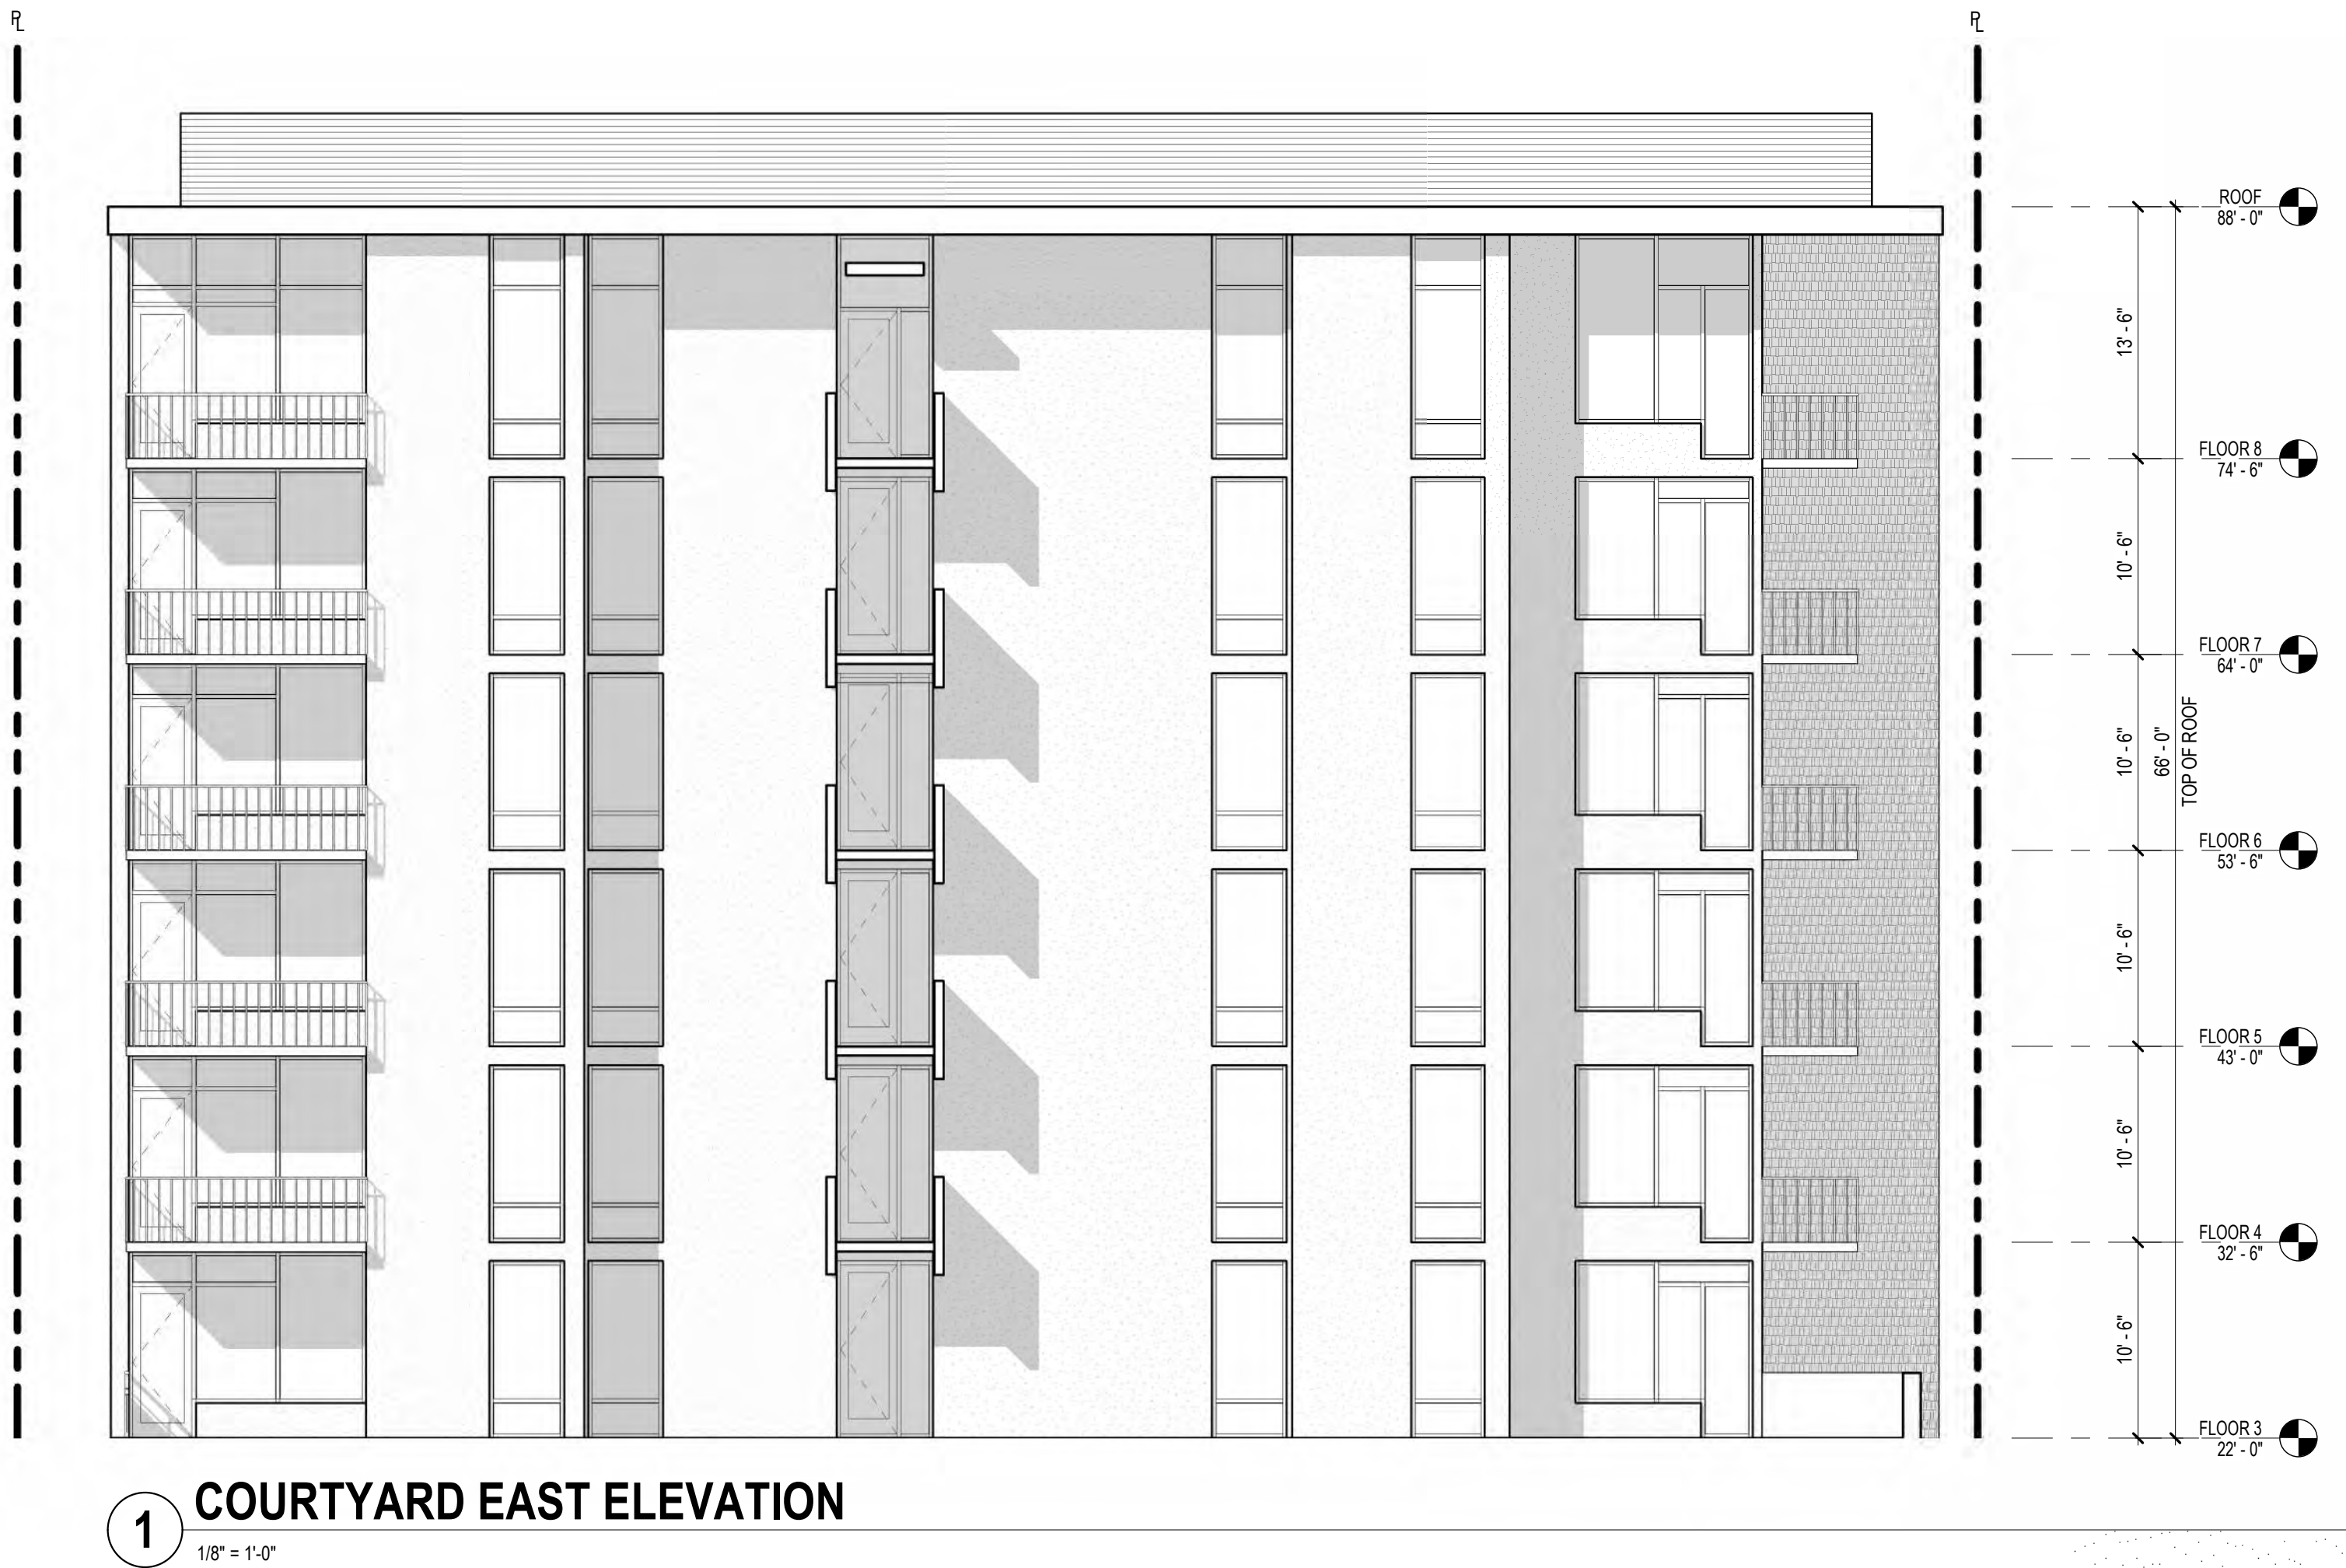 PL
PL
ROOF
88' - 0"
13' - 6"
FLOOR 8
74' - 6"
10' - 6"
FLOOR 7
64' - 0"
10' - 6"
66' - 0"
TOP OF ROOF
FLOOR 6
53' - 6"
10' - 6"
FLOOR 5
43' - 0"
10' - 6"
FLOOR 4
32' - 6"
10' - 6"
FLOOR 3
22' - 0"
1
COURTYARD EAST ELEVATION
1/8" = 1'-0"